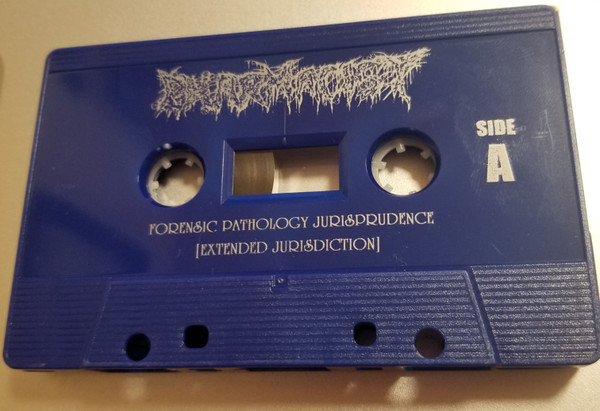 FORENSIC PATHOLOGY JURISPRUDENCE
[EXTENDED JURISDICTION]
SIDE
A